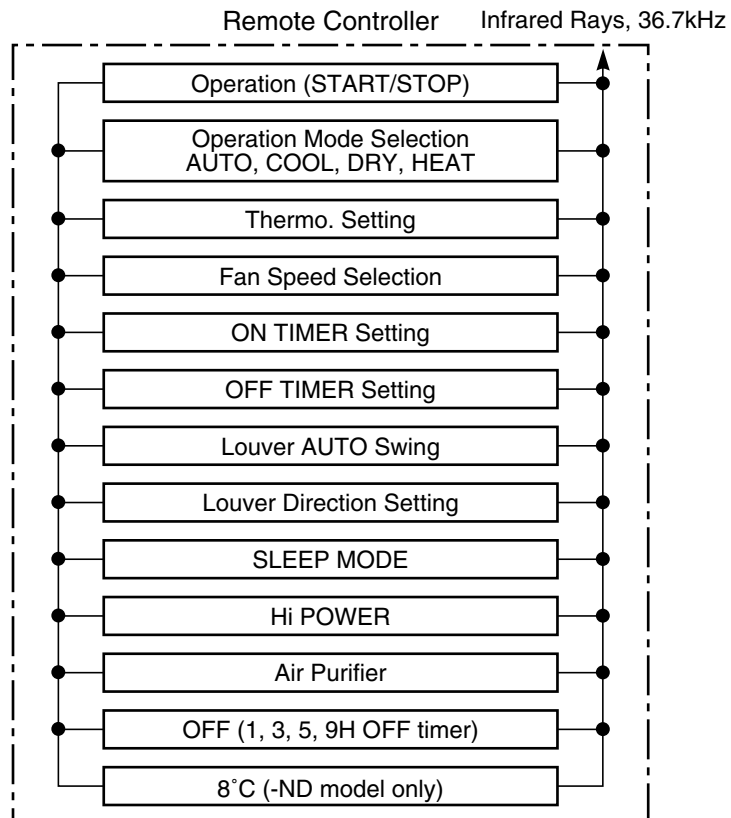 Remote Controller
Infrared Rays, 36.7kHz
Operation (START/STOP)
Operation Mode Selection
AUTO, COOL, DRY, HEAT
Thermo. Setting
Fan Speed Selection
ON TIMER Setting
OFF TIMER Setting
Louver AUTO Swing
Louver Direction Setting
SLEEP MODE
Hi POWER
Air Purifier
OFF (1, 3, 5, 9H OFF timer)
8˚C (-ND model only)